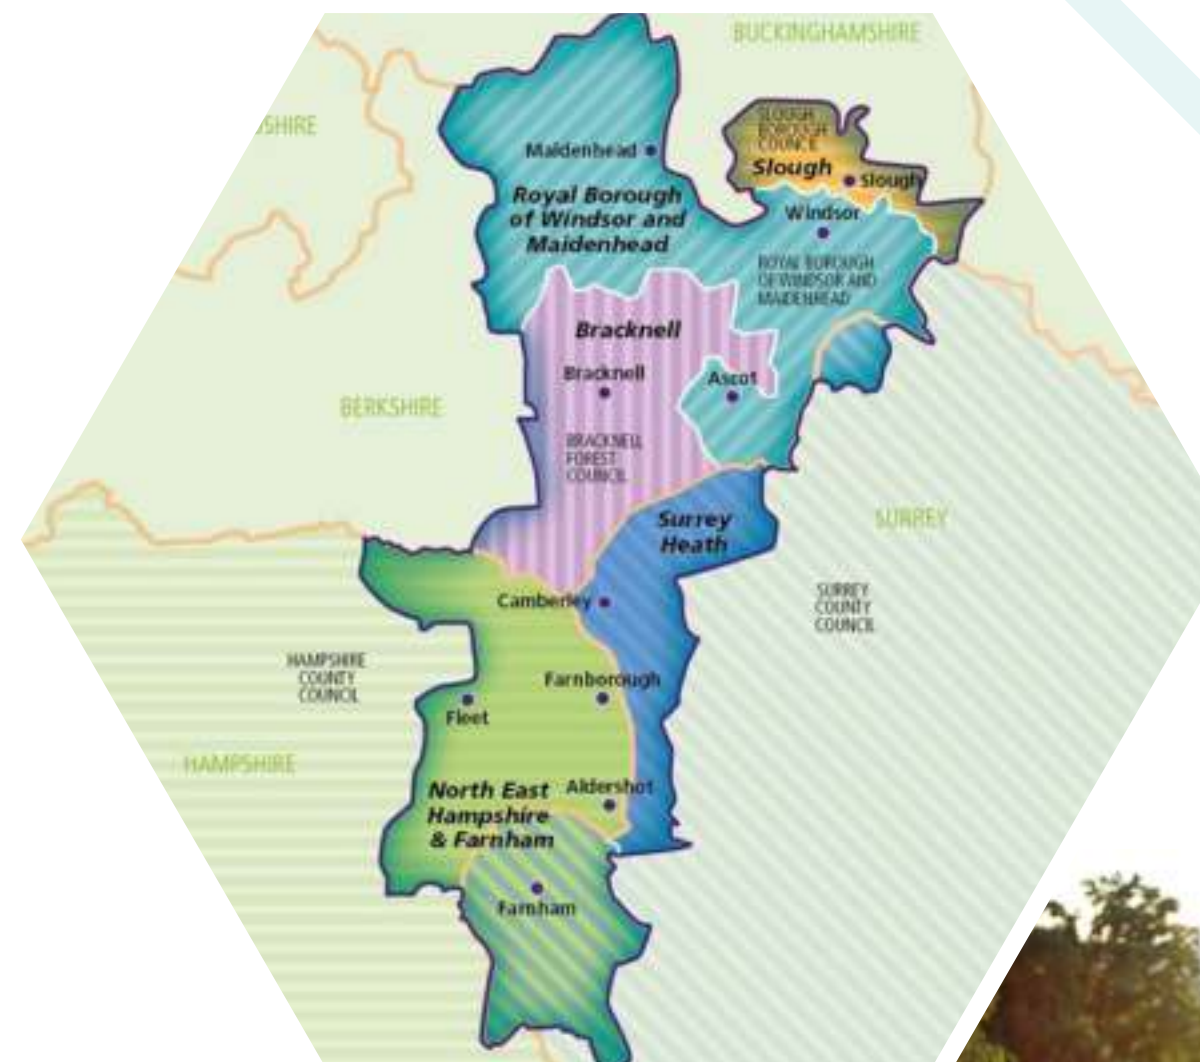 BUCKINGHAMSHIRE
SHIRE
SLOUGH
BOROUGH
COUNCIL
Slough
Slough
Maidenhead
Royal Borough
of Windsor and
Maidenhead
Windsor
ROYAL BOROUGH
OF WINDSOR AND
MAIDENHEAD
Bracknell
Bracknell
Ascot
BERKSHIRE
BRACKNELL
FOREST
COUNCIL
Surrey
Heath
SURREY
SURREY
COUNTY
COUNCIL
Camberley
HAMPSHIRE
COUNTY
COUNCIL
Farnborough
Fleet
HAMPSHIRE
North East
Hampshire
& Farnham
Aldershot
Farnham